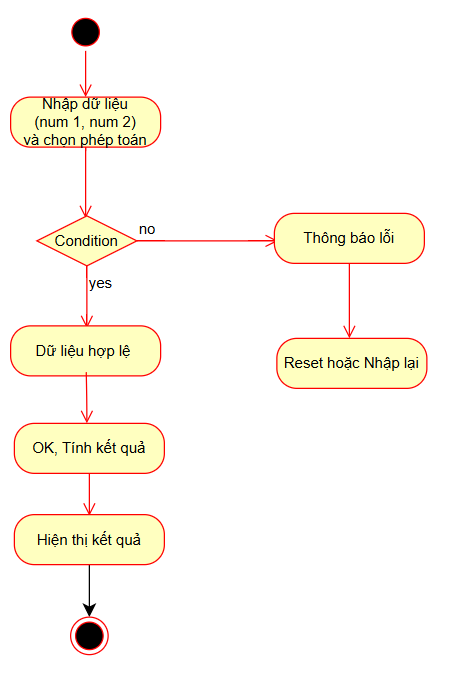 Nhập dữ liệu
(num 1, num 2)
và chọn phép toán
Condition
no
Thông báo lỗi
yes
Dữ liệu hợp lệ
Reset hoặc Nhập lại
OK, Tính kết quả
Hiện thị kết quả